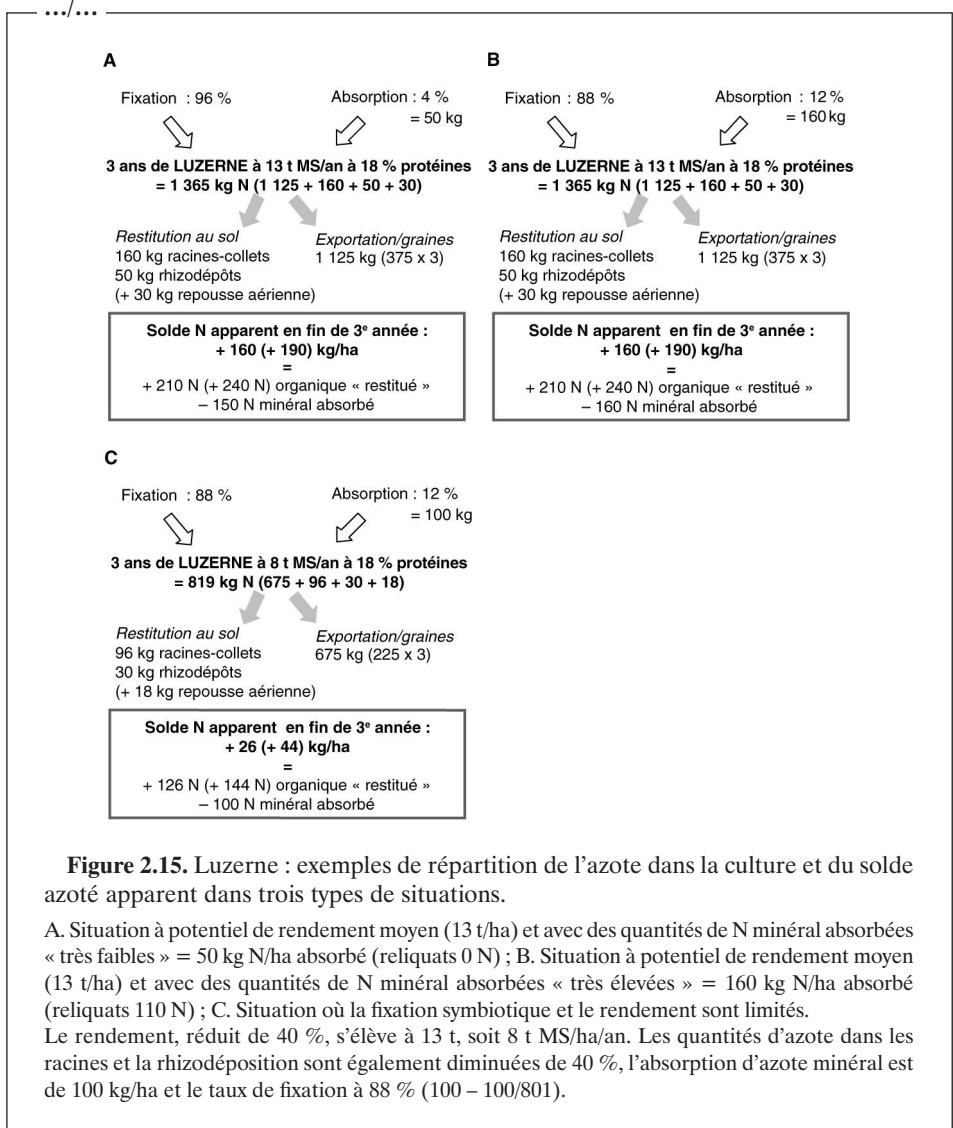 .../...
A
Fixation : 96 %
Absorption : 4 %
= 50 kg
3 ans de LUZERNE à 13 t MS/an à 18 % protéines
= 1 365 kg N (1 125 + 160 + 50 + 30)
Restitution au sol
160 kg racines-collets
50 kg rhizodépôts
(+ 30 kg repousse aérienne)
Exportation/graines
1 125 kg (375 x 3)
Solde N apparent en fin de 3e année :
+ 160 (+ 190) kg/ha
=
+ 210 N (+ 240 N) organique « restitué »
– 150 N minéral absorbé
B
Fixation : 88 %
Absorption : 12 %
= 160 kg
3 ans de LUZERNE à 13 t MS/an à 18 % protéines
= 1 365 kg N (1 125 + 160 + 50 + 30)
Restitution au sol
160 kg racines-collets
50 kg rhizodépôts
(+ 30 kg repousse aérienne)
Exportation/graines
1 125 kg (375 x 3)
Solde N apparent en fin de 3e année :
+ 160 (+ 190) kg/ha
=
+ 210 N (+ 240 N) organique « restitué »
– 160 N minéral absorbé
C
Fixation : 88 %
Absorption : 12 %
= 100 kg
3 ans de LUZERNE à 8 t MS/an à 18 % protéines
= 819 kg N (675 + 96 + 30 + 18)
Restitution au sol
96 kg racines-collets
30 kg rhizodépôts
(+ 18 kg repousse aérienne)
Exportation/graines
675 kg (225 x 3)
Solde N apparent en fin de 3e année :
+ 26 (+ 44) kg/ha
=
+ 126 N (+ 144 N) organique « restitué »
– 100 N minéral absorbé
Figure 2.15. Luzerne : exemples de répartition de l'azote dans la culture et du solde
azoté apparent dans trois types de situations.
A. Situation à potentiel de rendement moyen (13 t/ha) et avec des quantités de N minéral absorbées
« très faibles » = 50 kg N/ha absorbé (reliquats 0 N) ; B. Situation à potentiel de rendement moyen
(13 t/ha) et avec des quantités de N minéral absorbées « très élevées » = 160 kg N/ha absorbé
(reliquats 110 N) ; C. Situation où la fixation symbiotique et le rendement sont limités.
Le rendement, réduit de 40 %, s'élève à 13 t, soit 8 t MS/ha/an. Les quantités d'azote dans les
racines et la rhizodéposition sont également diminuées de 40 %, l'absorption d'azote minéral est
de 100 kg/ha et le taux de fixation à 88 % (100 – 100/801).